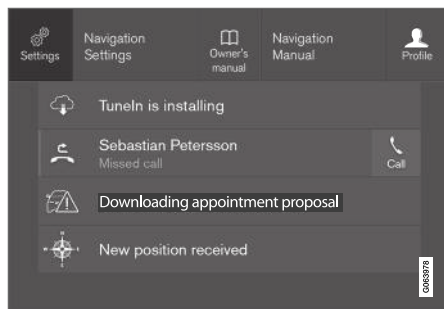 Settings
Navigation
Settings
Owner's
manual
Navigation
Manual
Profile
TuneIn is installing
Sebastian Petersson
Missed call
Call
Downloading appointment proposal
New position received
G063978